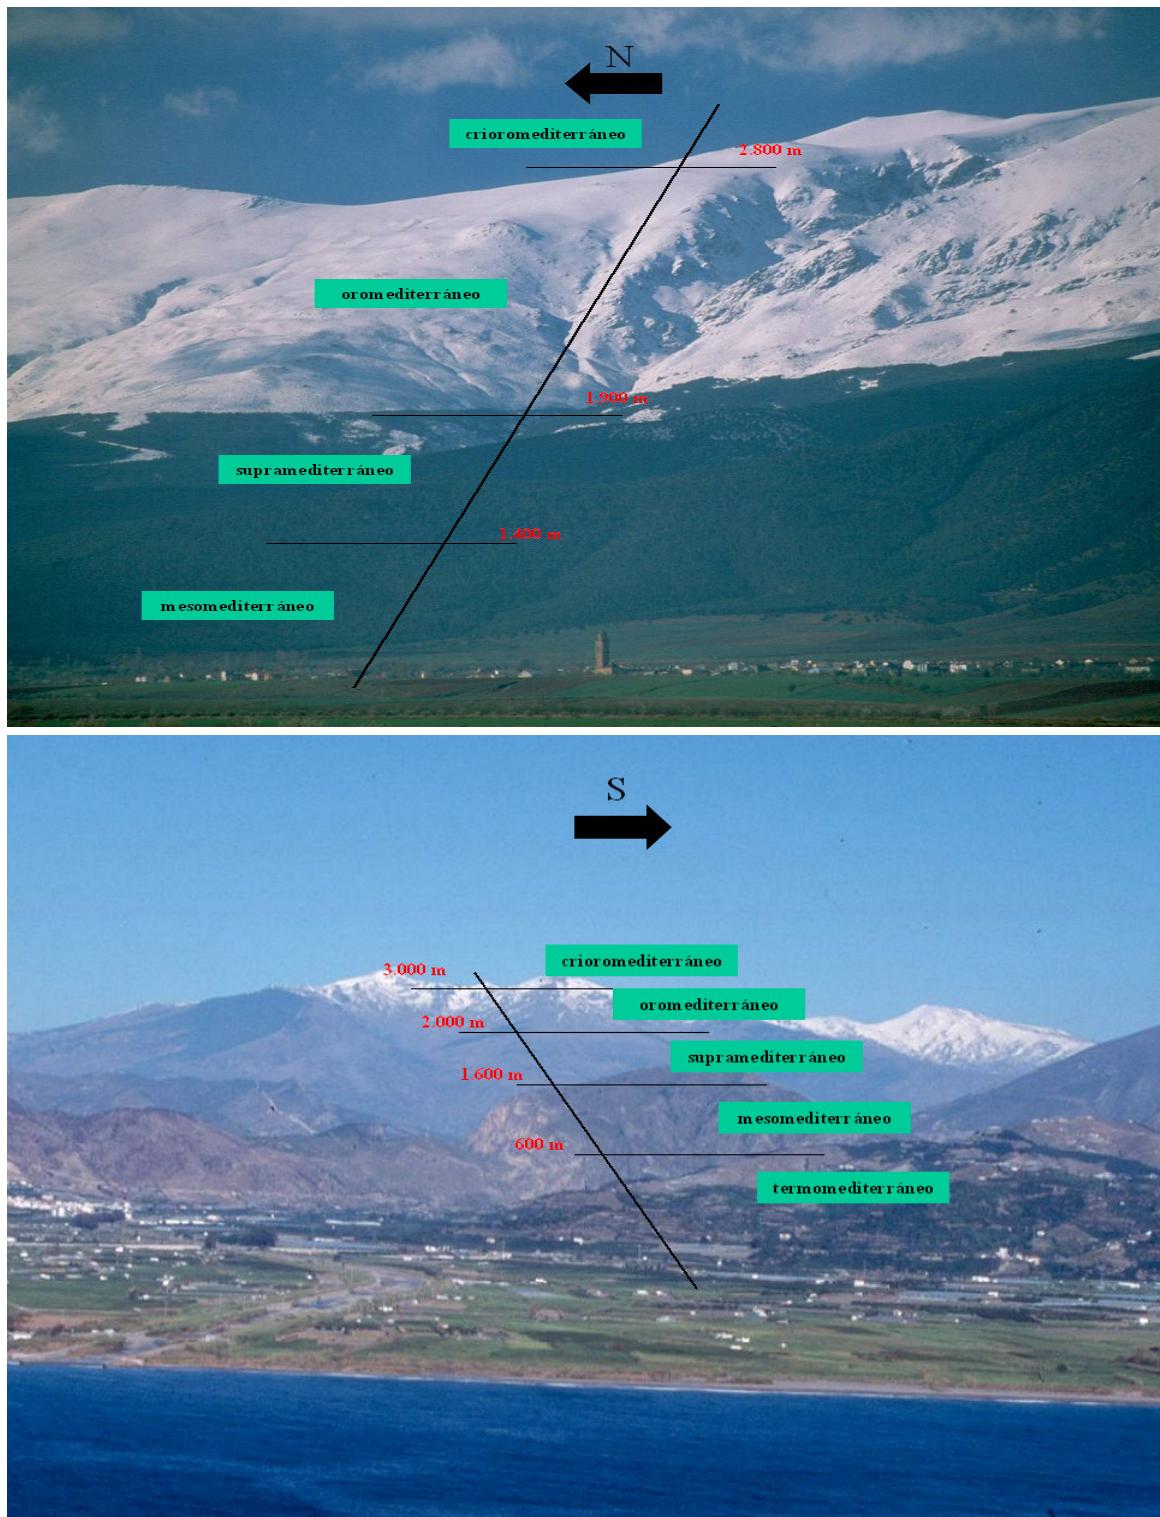 N
crioromediterráneo
2.800 m
oromediterráneo
1.900 m
supramediterráneo
1.400 m
mesomediterráneo
S
crioromediterráneo
3.000 m
oromediterráneo
2.000 m
supramediterráneo
1.600 m
mesomediterráneo
600 m
termomediterráneo